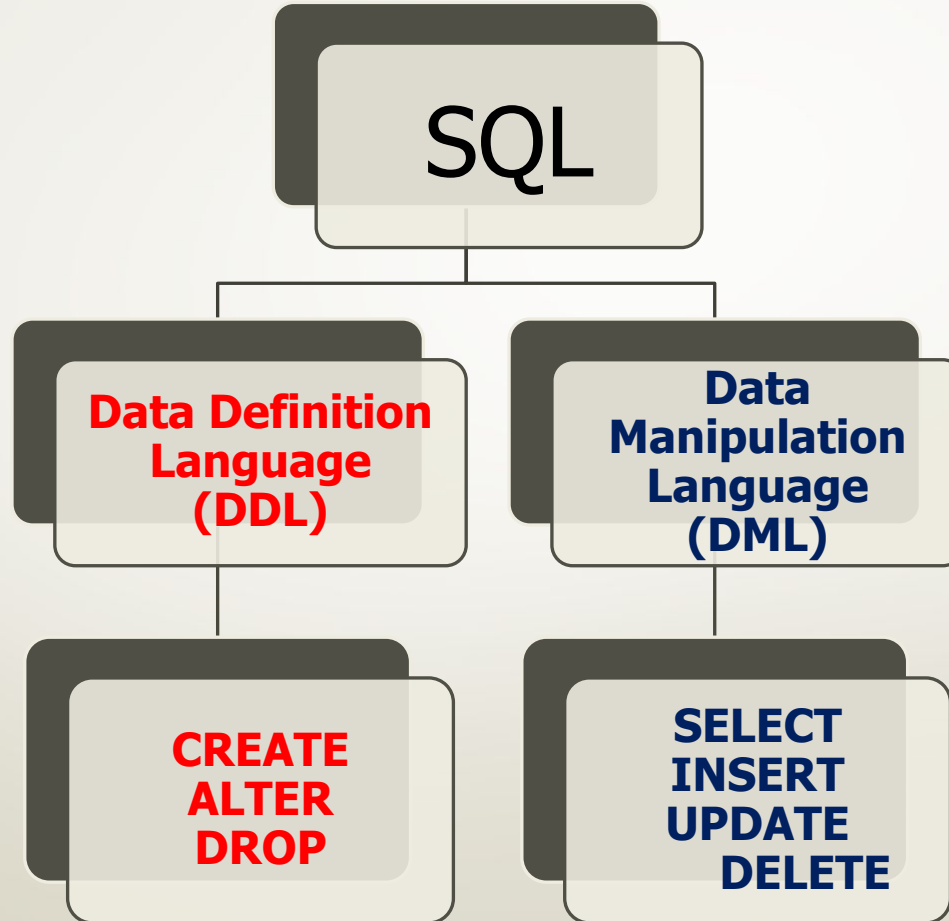 SQL
Data Definition
Language
(DDL)
Data
Manipulation
Language
(DML)
CREATE
ALTER
DROP
SELECT
INSERT
UPDATE
DELETE